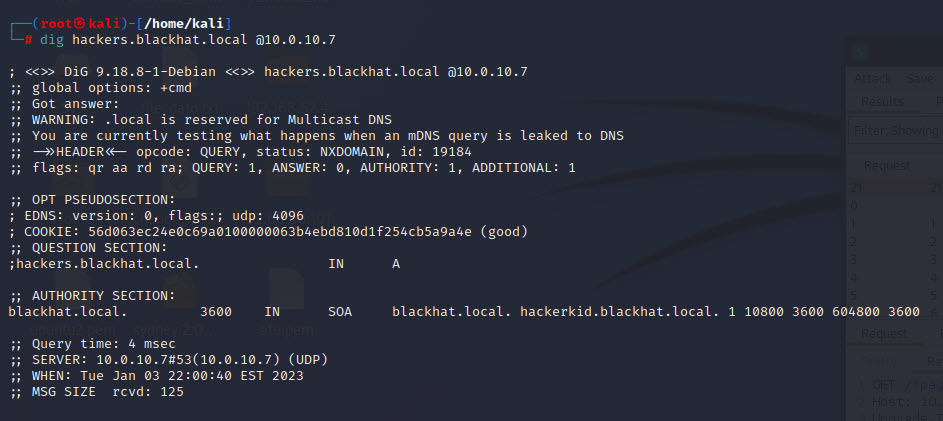 ┌──(root㉿kali)-[/home/kali]
└─# dig hackers.blackhat.local @10.0.10.7
; <<>> DiG 9.18.8-1-Debian <<>> hackers.blackhat.local @10.0.10.7
;; global options: +cmd
;; Got answer:
;; WARNING: .local is reserved for Multicast DNS
;; You are currently testing what happens when an mDNS query is leaked to DNS
;; ->>HEADER<<- opcode: QUERY, status: NXDOMAIN, id: 19184
;; flags: qr aa rd ra; QUERY: 1, ANSWER: 0, AUTHORITY: 1, ADDITIONAL: 1
;; OPT PSEUDOSECTION:
; EDNS: version: 0, flags:; udp: 4096
; COOKIE: 56d063ec24e0c69a0100000063b4ebd810d1f254cb5a9a4e (good)
;; QUESTION SECTION:
;hackers.blackhat.local. IN A
;; AUTHORITY SECTION:
blackhat.local. 3600 IN SOA blackhat.local. hackerkid.blackhat.local. 1 10800 3600 604800 3600
;; Query time: 4 msec
;; SERVER: 10.0.10.7#53(10.0.10.7) (UDP)
;; WHEN: Tue Jan 03 22:00:40 EST 2023
;; MSG SIZE rcvd: 125
Attack Save
Results
Filter: Showing
Request
21
0
1
2
3
4
5
Request
1 GET
2 Host: 10.